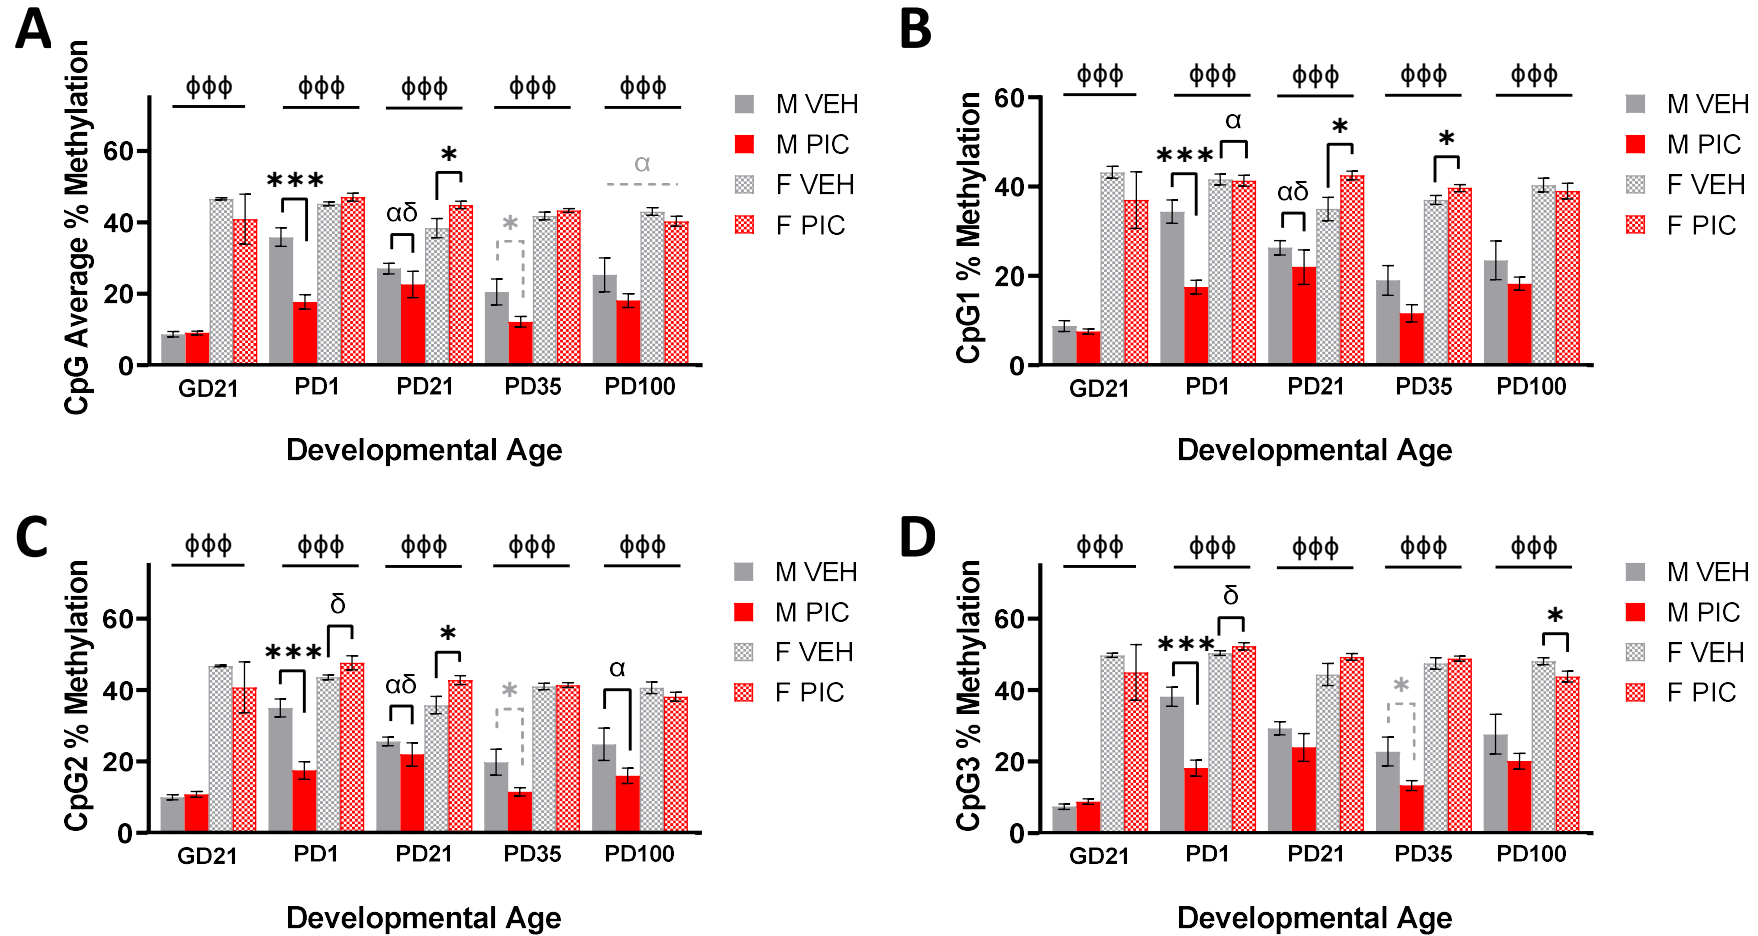 A
CpG Average % Methylation
60
40
20
0
ϕϕϕ ϕϕϕ ϕϕϕ ϕϕϕ ϕϕϕ
*** αδ * * α
GD21 PD1 PD21 PD35 PD100
Developmental Age
M VEH
M PIC
F VEH
F PIC
B
CpG1 % Methylation
60
40
20
0
ϕϕϕ ϕϕϕ ϕϕϕ ϕϕϕ ϕϕϕ
*** α αδ * *
GD21 PD1 PD21 PD35 PD100
Developmental Age
M VEH
M PIC
F VEH
F PIC
C
CpG2 % Methylation
60
40
20
0
ϕϕϕ ϕϕϕ ϕϕϕ ϕϕϕ ϕϕϕ
*** δ αδ * * α
GD21 PD1 PD21 PD35 PD100
Developmental Age
M VEH
M PIC
F VEH
F PIC
D
CpG3 % Methylation
60
40
20
0
ϕϕϕ ϕϕϕ ϕϕϕ ϕϕϕ ϕϕϕ
*** δ * *
GD21 PD1 PD21 PD35 PD100
Developmental Age
M VEH
M PIC
F VEH
F PIC